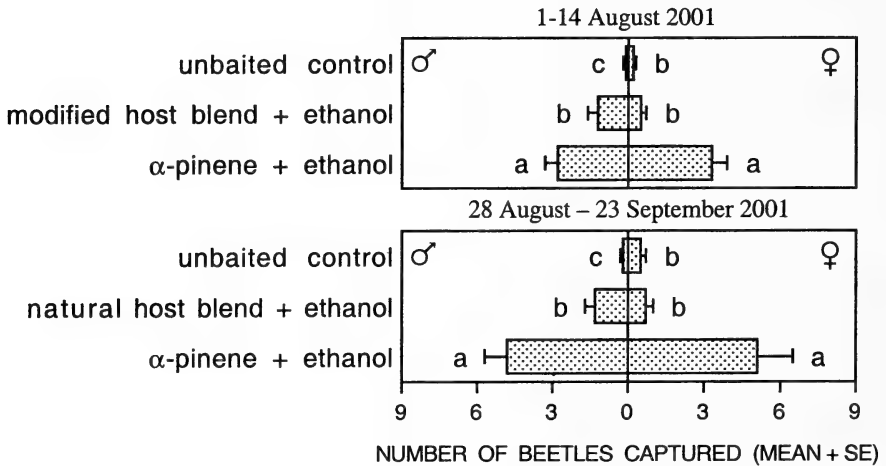 1-14 August 2001
♂ ♀
unbaited control c b
modified host blend + ethanol b b
α-pinene + ethanol a a
28 August – 23 September 2001
♂ ♀
unbaited control c b
natural host blend + ethanol b b
α-pinene + ethanol a a
9 6 3 0 3 6 9
NUMBER OF BEETLES CAPTURED (MEAN + SE)